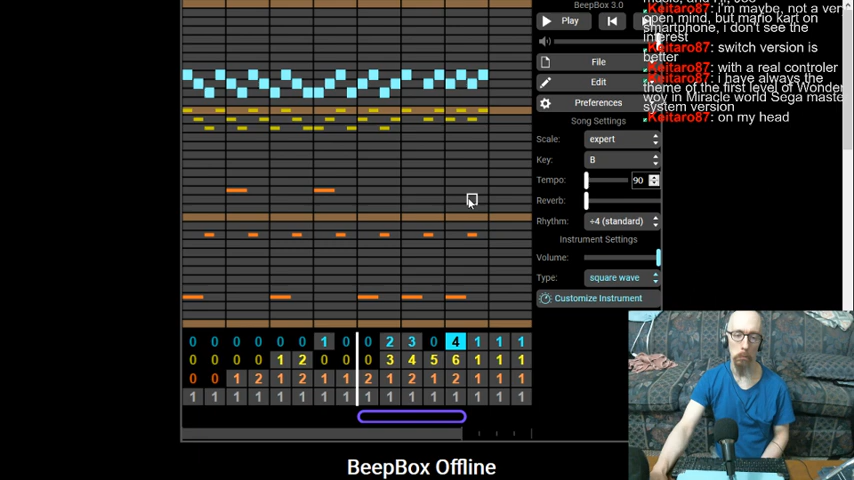 BeepBox 3.0
Play
File
Edit
Preferences
Song Settings
Scale: expert
Key: B
Tempo: 90
Reverb:
Rhythm: +4 (standard)
Instrument Settings
Volume:
Type: square wave
Customize Instrument
music, and Hi, Joe
Keitaro87: i'm maybe, not a very
open mind, but mario kart on
smartphone, i don't see the
interest
Keitaro87: switch version is
better
Keitaro87: with a real controler
Keitaro87: i have always the
theme of the first level of Wonder
woy in Miracle world Sega master
system version
Keitaro87: on my head
0 0 0 0 0 0 1 0 0 2 3 0 4 1 1 1
0 0 0 0 1 2 0 0 0 3 4 5 6 1 1 1
0 0 1 2 1 2 1 1 2 1 2 1 2 1 1 1
1 1 1 1 1 1 1 1 1 1 1 1 1 1 1 1
BeepBox Offline